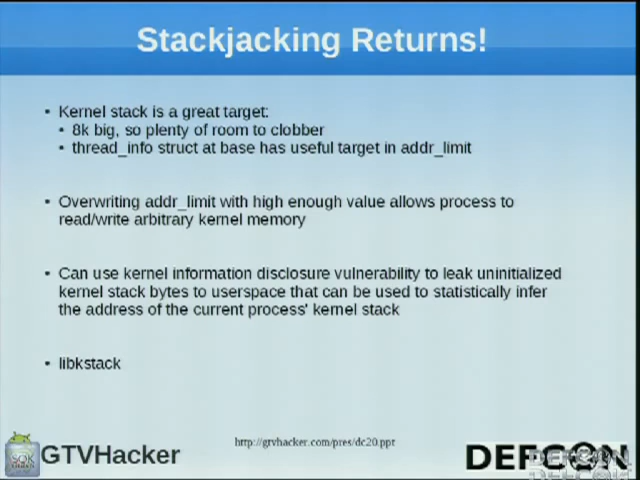 Stackjacking Returns!
• Kernel stack is a great target:
• 8k big, so plenty of room to clobber
• thread_info struct at base has useful target in addr_limit
• Overwriting addr_limit with high enough value allows process to
read/write arbitrary kernel memory
• Can use kernel information disclosure vulnerability to leak uninitialized
kernel stack bytes to userspace that can be used to statistically infer
the address of the current process' kernel stack
• libkstack
GTVHacker
http://gtvhacker.com/pres/dc20.ppt
DEFCON
DEFCON